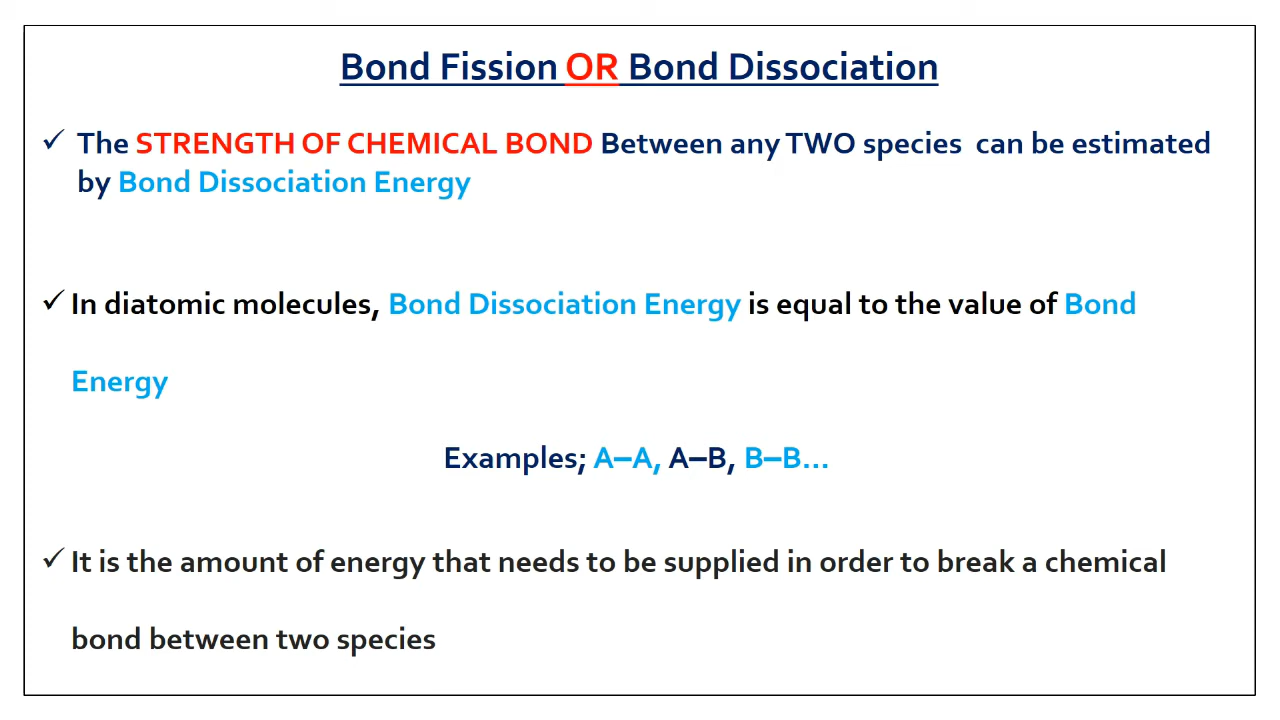 Bond Fission OR Bond Dissociation
✓ The STRENGTH OF CHEMICAL BOND Between any TWO species can be estimated
by Bond Dissociation Energy
✓ In diatomic molecules, Bond Dissociation Energy is equal to the value of Bond
Energy
Examples; A–A, A–B, B–B...
✓ It is the amount of energy that needs to be supplied in order to break a chemical
bond between two species